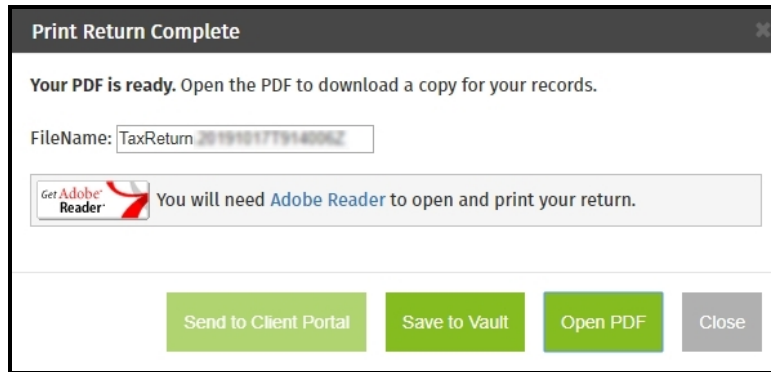 Print Return Complete
Your PDF is ready. Open the PDF to download a copy for your records.
FileName: TaxReturn
Get Adobe Reader You will need Adobe Reader to open and print your return.
Send to Client Portal Save to Vault Open PDF Close